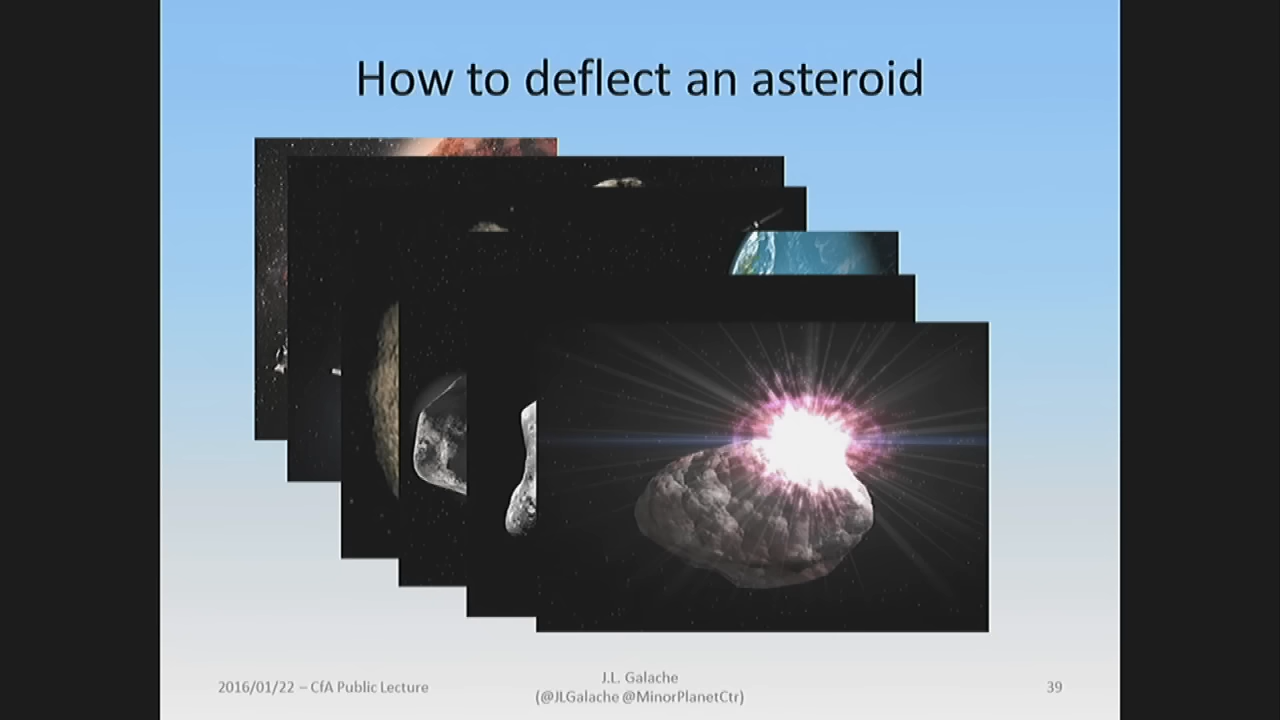 How to deflect an asteroid
2016/01/22 – CfA Public Lecture
J.L. Galache
(@JLGalache @MinorPlanetCtr)
39